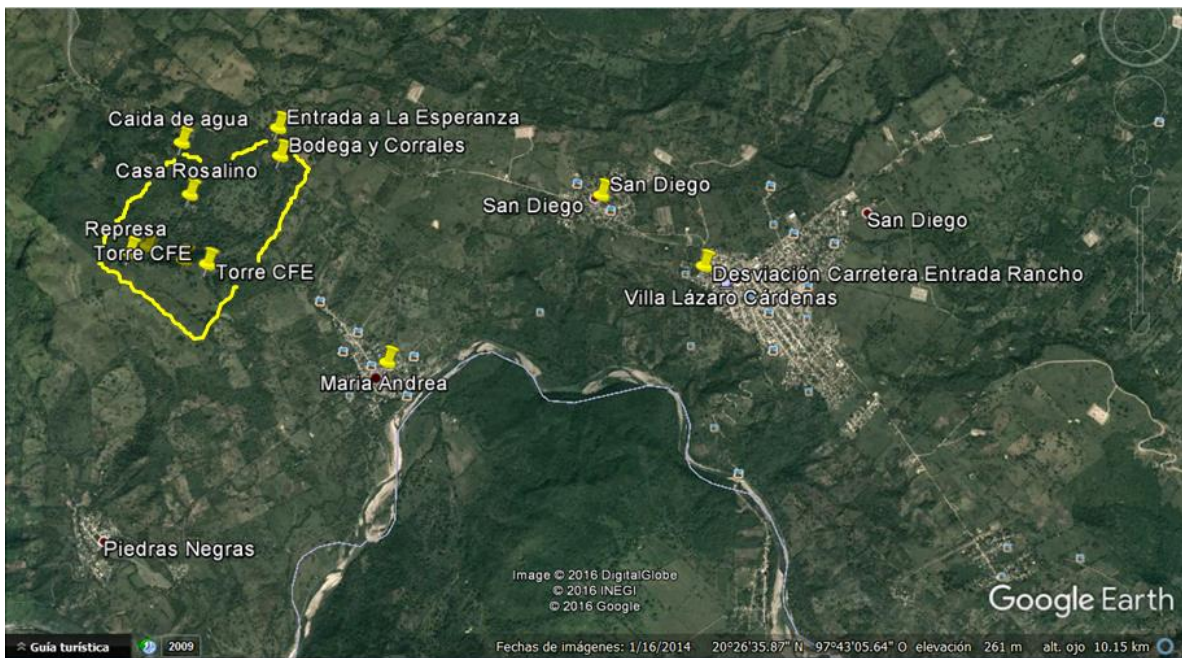 Caida de agua
Entrada a La Esperanza
Bodega y Corrales
Casa Rosalino
San Diego
San Diego
San Diego
Represa
Torre CFE
Torre CFE
Desviación Carretera Entrada Rancho
Villa Lázaro Cárdenas
Maria Andrea
Piedras Negras
Image © 2016 DigitalGlobe
© 2016 INEGI
© 2016 Google
Google Earth
Guía turística
2009
Fechas de imágenes: 1/16/2014 20°26'35.87" N 97°43'05.64" O elevación 261 m alt. ojo 10.15 km